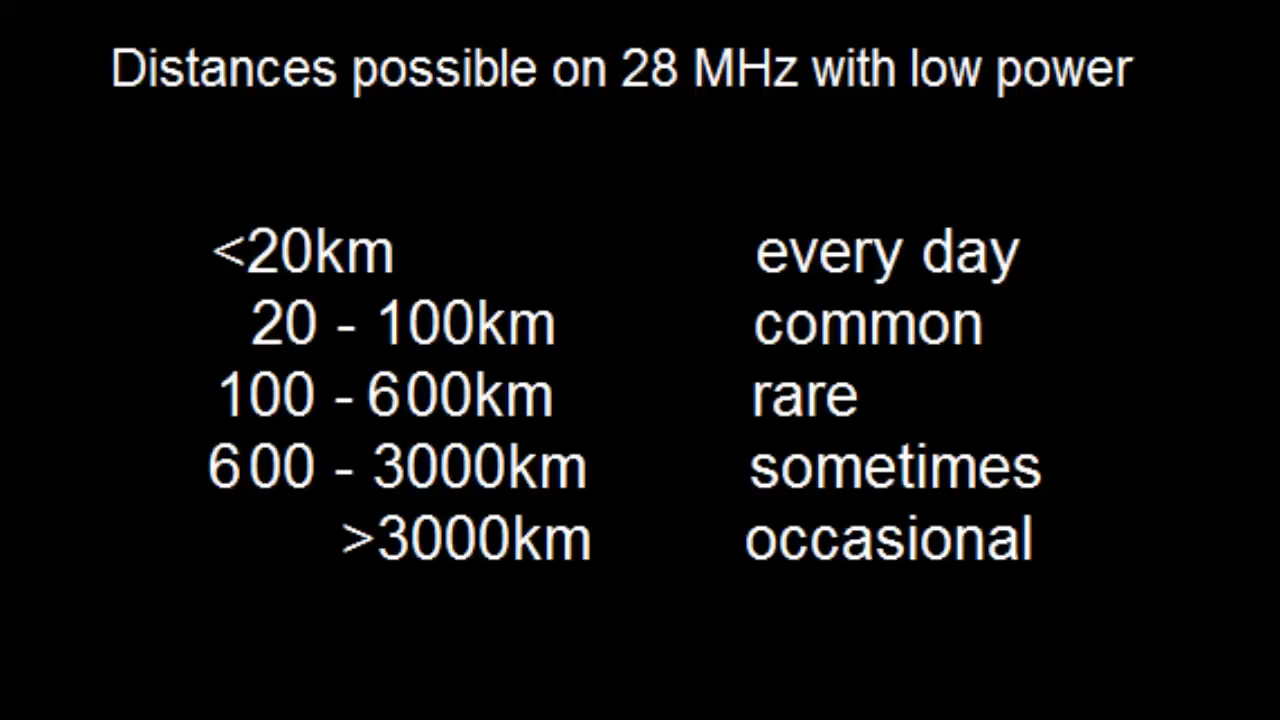 Distances possible on 28 MHz with low power
<20km every day
20 - 100km common
100 - 600km rare
600 - 3000km sometimes
>3000km occasional